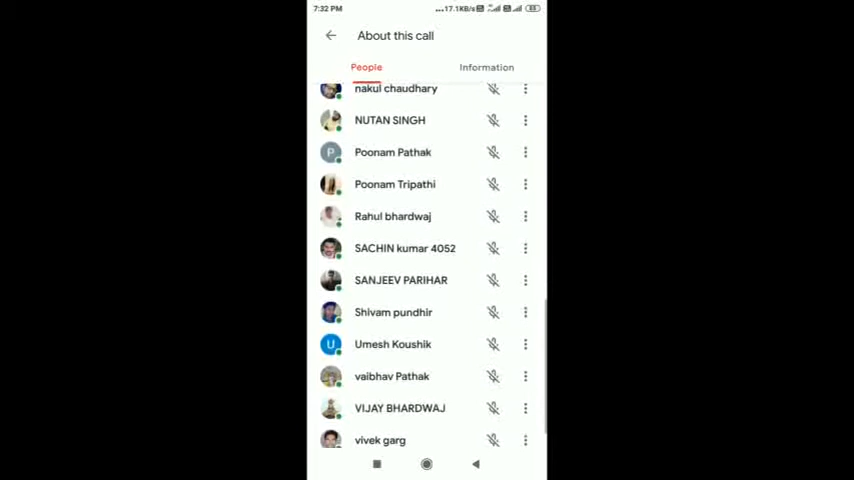 7:32 PM ...17.1KB/s 88
About this call
People Information
nakul chaudhary
NUTAN SINGH
P Poonam Pathak
Poonam Tripathi
Rahul bhardwaj
SACHIN kumar 4052
SANJEEV PARIHAR
Shivam pundhir
U Umesh Koushik
vaibhav Pathak
VIJAY BHARDWAJ
vivek garg